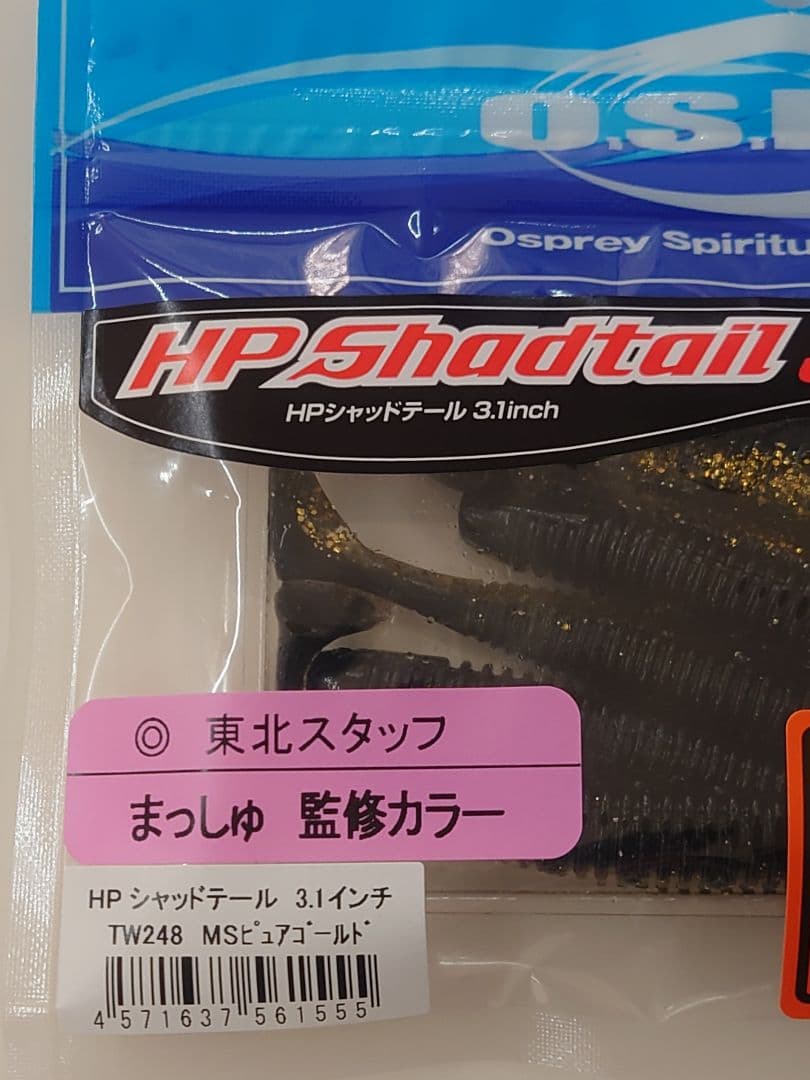 O.S.
Osprey Spiritu
HP Shadtail
HPシャッドテール 3.1inch
◎ 東北スタッフ
まっしゅ 監修カラー
HP シャッドテール 3.1インチ
TW248 MSピュアゴールド
4 571637 561555